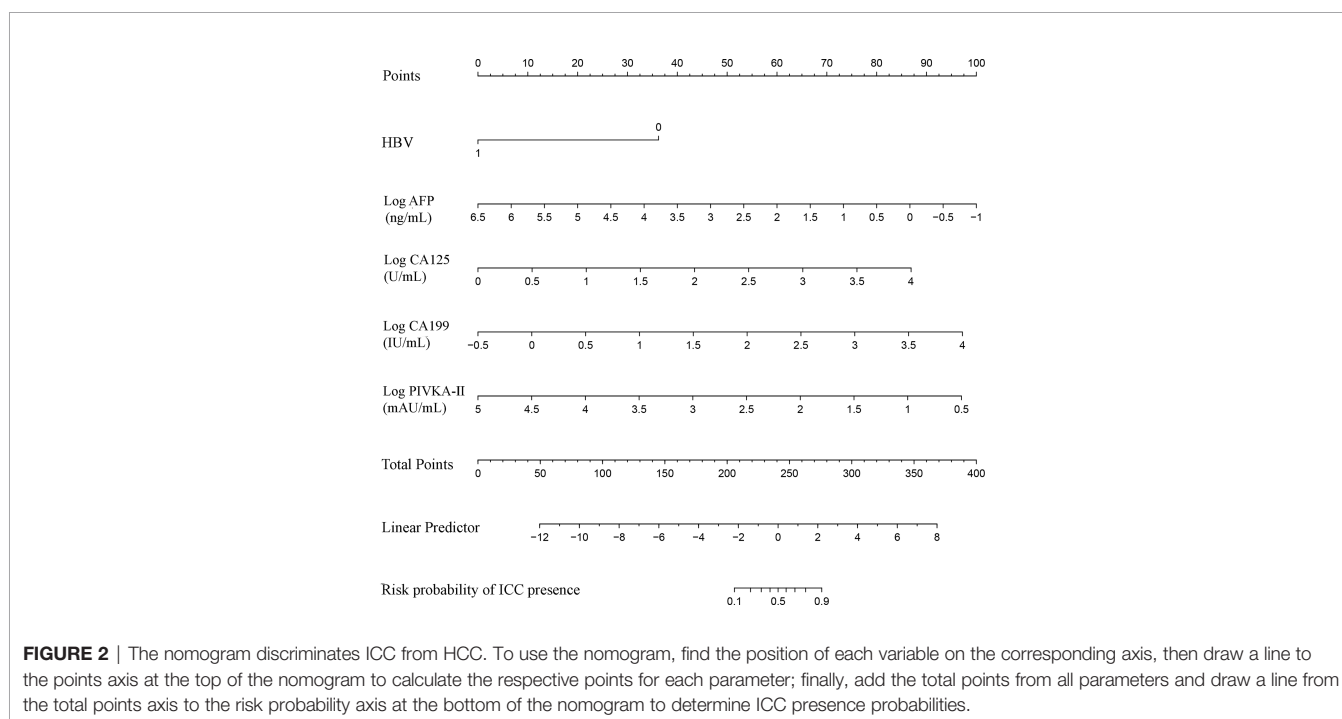 0 10 20 30 40 50 60 70 80 90 100
Points
0
HBV
1
Log AFP
(ng/mL)
6.5 6 5.5 5 4.5 4 3.5 3 2.5 2 1.5 1 0.5 0 −0.5 −1
Log CA125
(U/mL)
0 0.5 1 1.5 2 2.5 3 3.5 4
Log CA199
(IU/mL)
−0.5 0 0.5 1 1.5 2 2.5 3 3.5 4
Log PIVKA-II
(mAU/mL)
5 4.5 4 3.5 3 2.5 2 1.5 1 0.5
Total Points
0 50 100 150 200 250 300 350 400
Linear Predictor
−12 −10 −8 −6 −4 −2 0 2 4 6 8
Risk probability of ICC presence
0.1 0.5 0.9
FIGURE 2 | The nomogram discriminates ICC from HCC. To use the nomogram, find the position of each variable on the corresponding axis, then draw a line to
the points axis at the top of the nomogram to calculate the respective points for each parameter; finally, add the total points from all parameters and draw a line from
the total points axis to the risk probability axis at the bottom of the nomogram to determine ICC presence probabilities.